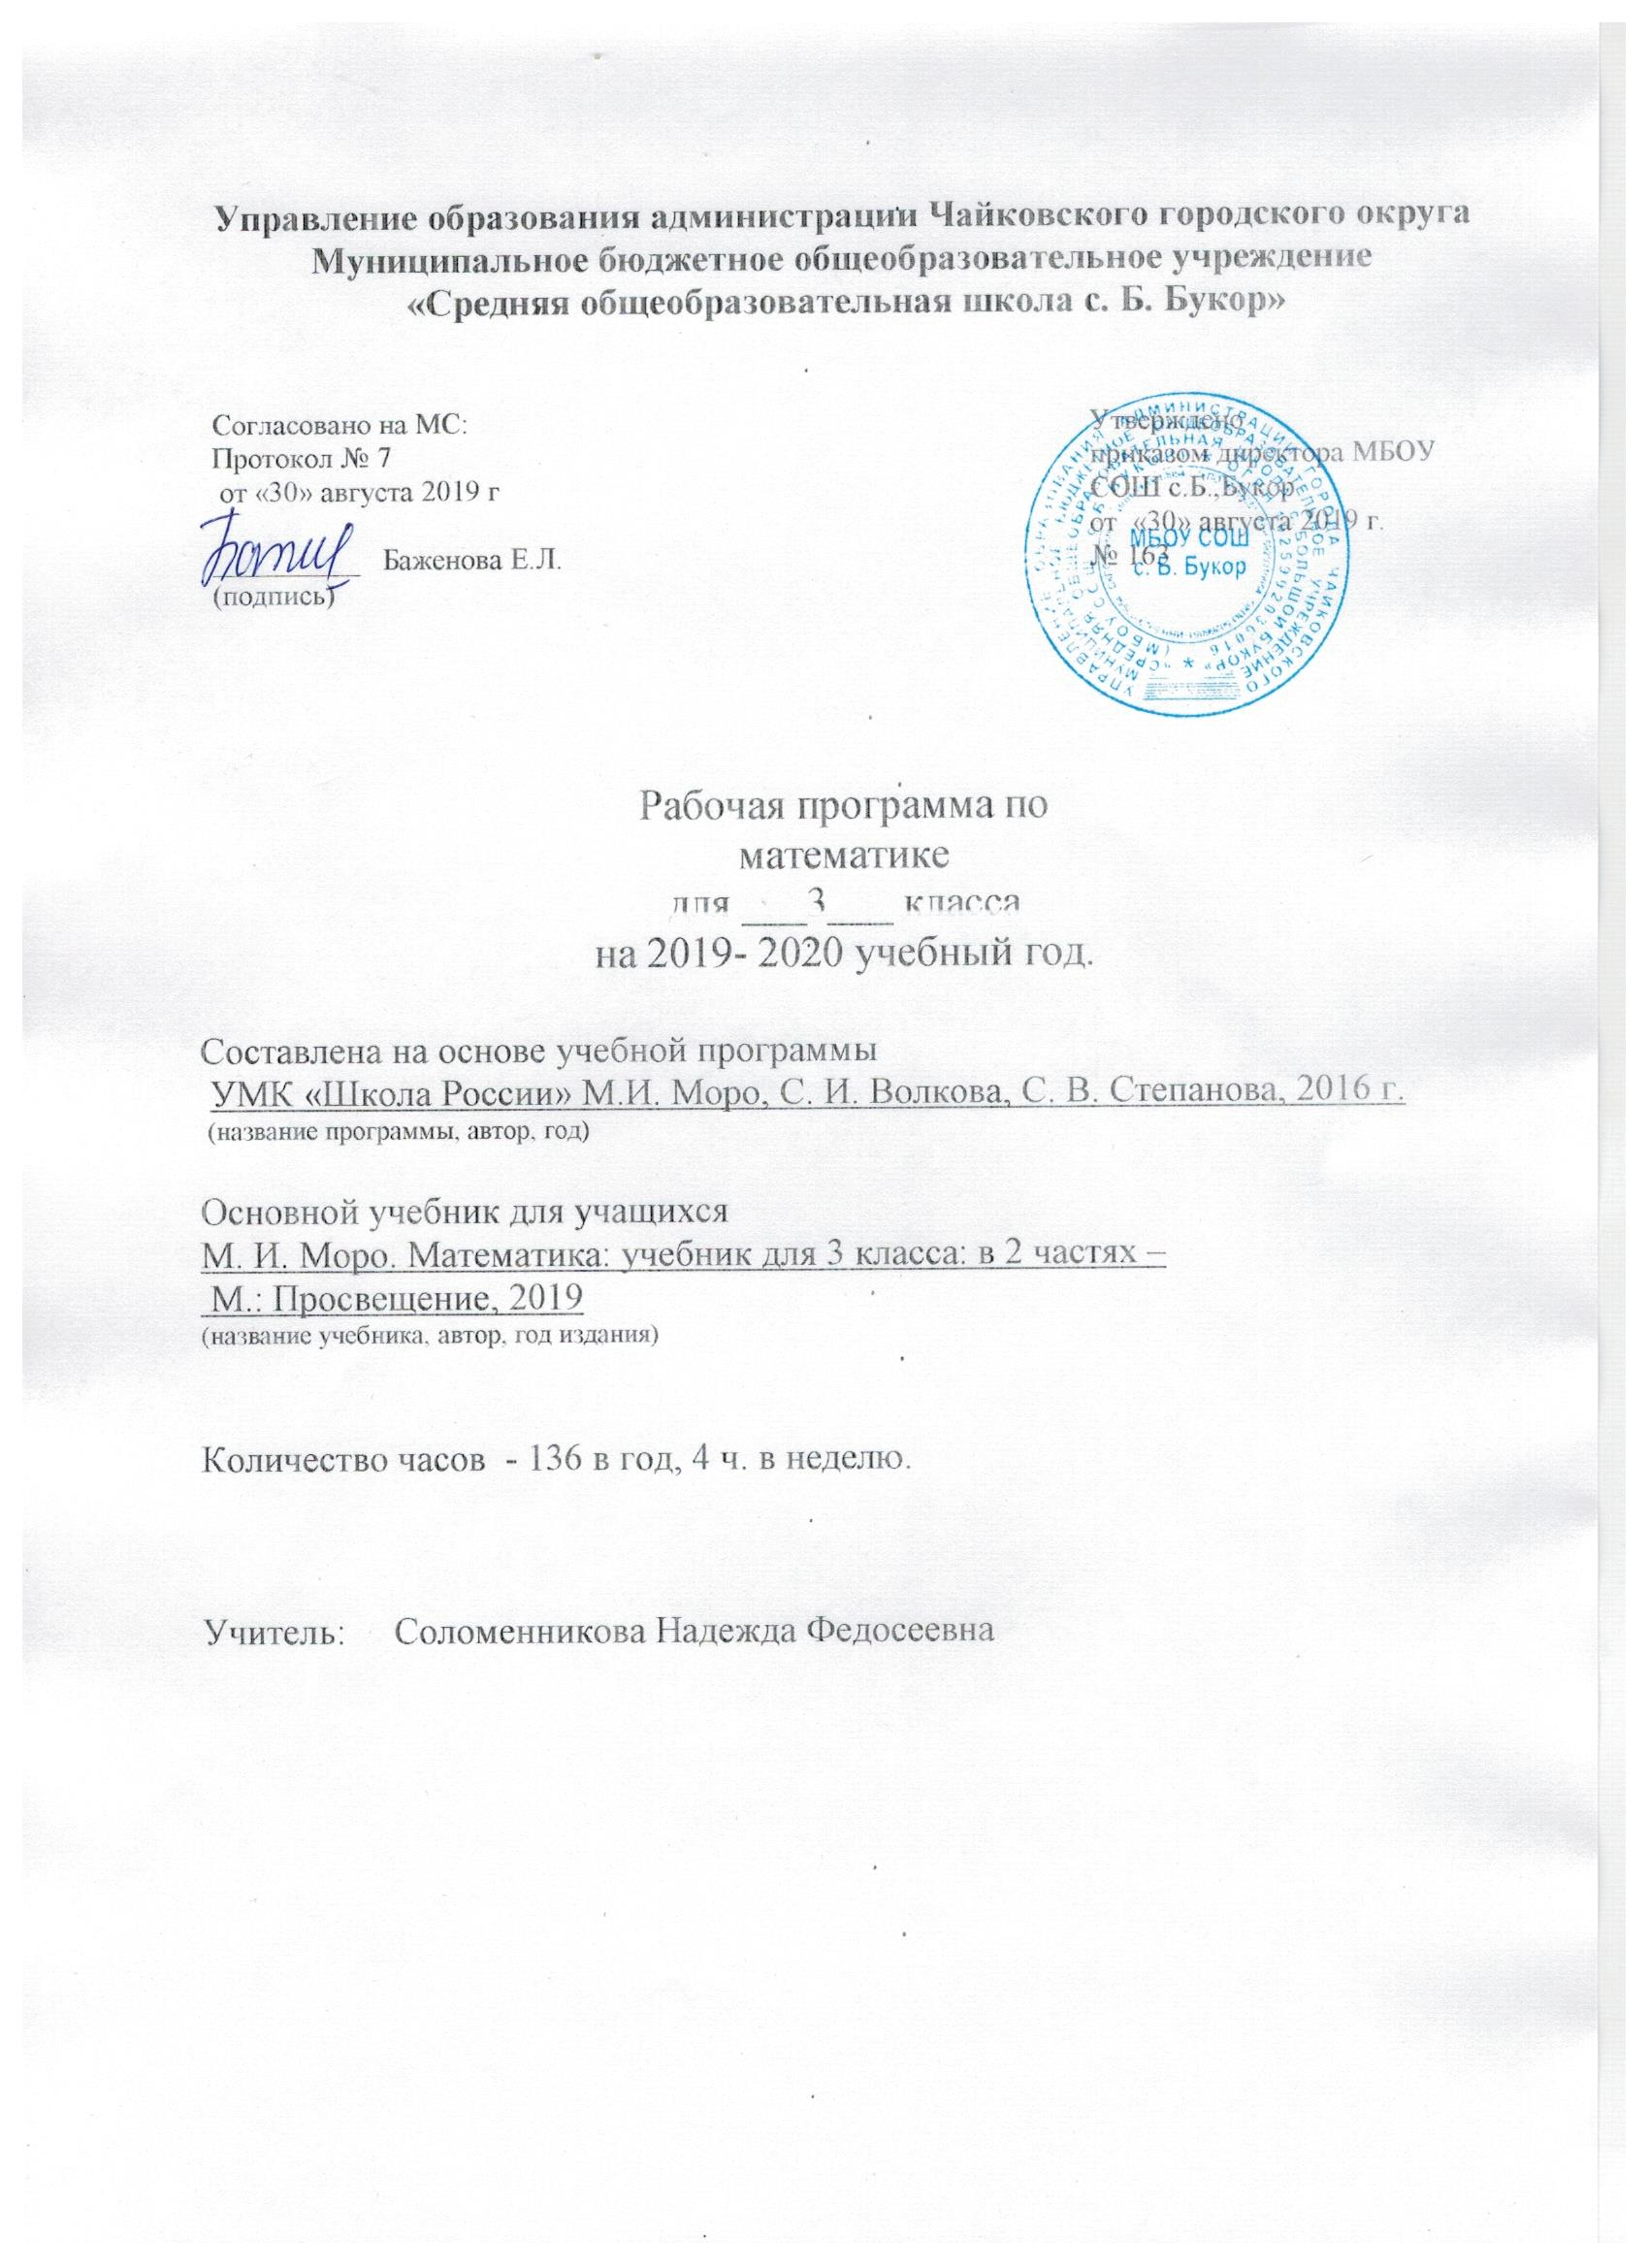 Управление образования администрации Чайковского городского округа
Муниципальное бюджетное общеобразовательное учреждение
«Средняя общеобразовательная школа с. Б. Букор»
Согласовано на МС:
Протокол № 7
от «30» августа 2019 г
Баженова Е.Л.
(подпись)
Утверждено
приказом директора МБОУ
СОШ с.Б.,Букор
от «30» августа 2019 г.
№ 163
МБОУ СОШ
с. Б. Букор
Рабочая программа по
математике
для ___3___ класса
на 2019- 2020 учебный год.
Составлена на основе учебной программы
УМК «Школа России» М.И. Моро, С. И. Волкова, С. В. Степанова, 2016 г.
(название программы, автор, год)
Основной учебник для учащихся
М. И. Моро. Математика: учебник для 3 класса: в 2 частях –
М.: Просвещение, 2019
(название учебника, автор, год издания)
Количество часов - 136 в год, 4 ч. в неделю.
Учитель: Соломенникова Надежда Федосеевна